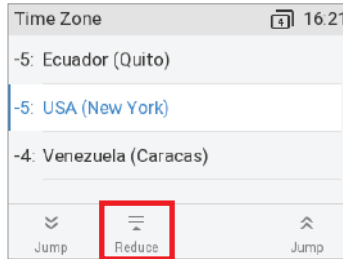 Time Zone 4 16:21
-5: Ecuador (Quito)
-5: USA (New York)
-4: Venezuela (Caracas)
Jump Reduce Jump